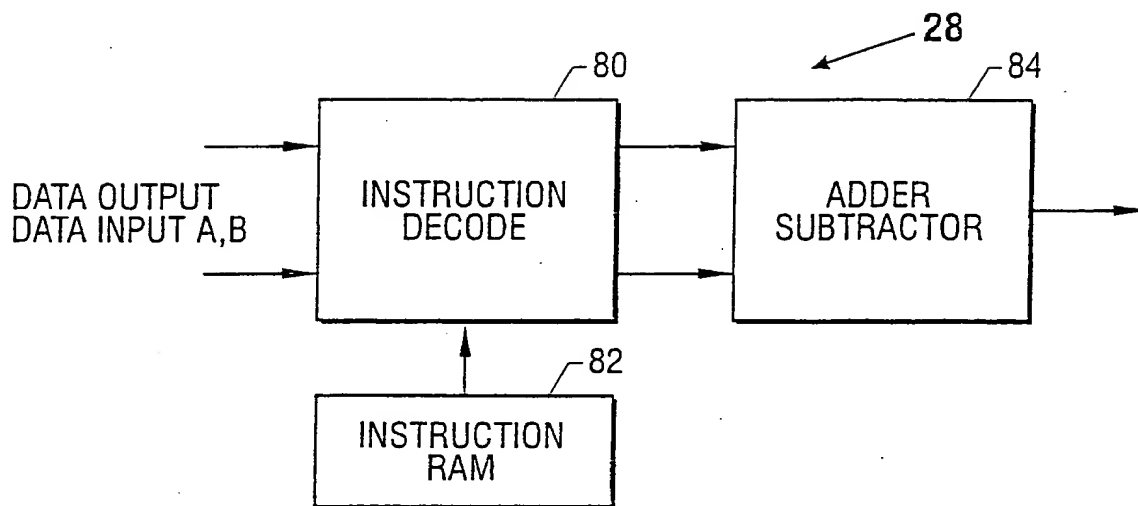 28
80
84
DATA OUTPUT
DATA INPUT A,B
INSTRUCTION
DECODE
ADDER
SUBTRACTOR
82
INSTRUCTION
RAM